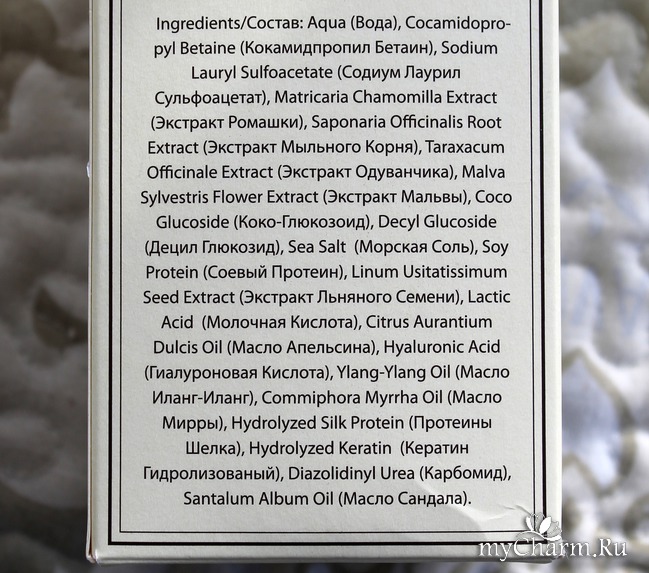 Ingredients/Состав: Aqua (Вода), Cocamidopro-
pyl Betaine (Кокамидпропил Бетаин), Sodium
Lauryl Sulfoacetate (Содиум Лаурил
Сульфоацетат), Matricaria Chamomilla Extract
(Экстракт Ромашки), Saponaria Officinalis Root
Extract (Экстракт Мыльного Корня), Taraxacum
Officinale Extract (Экстракт Одуванчика), Malva
Sylvestris Flower Extract (Экстракт Мальвы), Coco
Glucoside (Коко-Глюкозоид), Decyl Glucoside
(Децил Глюкозид), Sea Salt (Морская Соль), Soy
Protein (Соевый Протеин), Linum Usitatissimum
Seed Extract (Экстракт Льняного Семени), Lactic
Acid (Молочная Кислота), Citrus Aurantium
Dulcis Oil (Масло Апельсина), Hyaluronic Acid
(Гиалуроновая Кислота), Ylang-Ylang Oil (Масло
Иланг-Иланг), Commiphora Myrrha Oil (Масло
Мирры), Hydrolyzed Silk Protein (Протеины
Шелка), Hydrolyzed Keratin (Кератин
Гидролизованый), Diazolidinyl Urea (Карбомид),
Santalum Album Oil (Масло Сандала).
myCharm.Ru